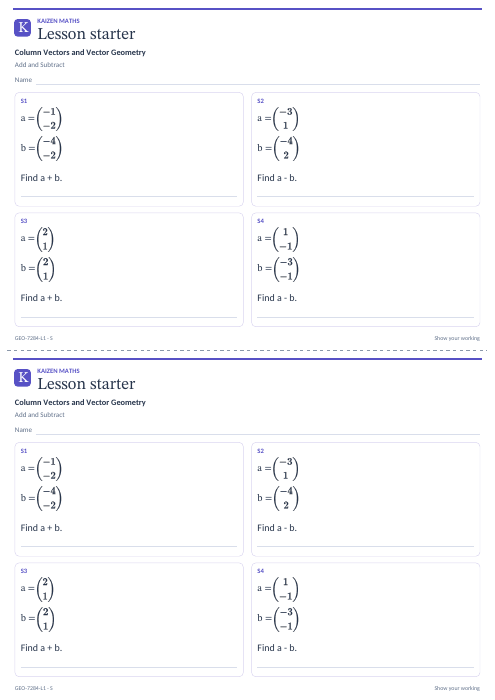 K
KAIZEN MATHS
Lesson starter
Column Vectors and Vector Geometry
Add and Subtract
Name
S1
a = (−1
−2)
b = (−4
−2)
Find a + b.
S2
a = (−3
1)
b = (−4
2)
Find a - b.
S3
a = (2
1)
b = (2
1)
Find a + b.
S4
a = (1
−1)
b = (−3
−1)
Find a - b.
GEO-7284-L1 - S
Show your working
K
KAIZEN MATHS
Lesson starter
Column Vectors and Vector Geometry
Add and Subtract
Name
S1
a = (−1
−2)
b = (−4
−2)
Find a + b.
S2
a = (−3
1)
b = (−4
2)
Find a - b.
S3
a = (2
1)
b = (2
1)
Find a + b.
S4
a = (1
−1)
b = (−3
−1)
Find a - b.
GEO-7284-L1 - S
Show your working